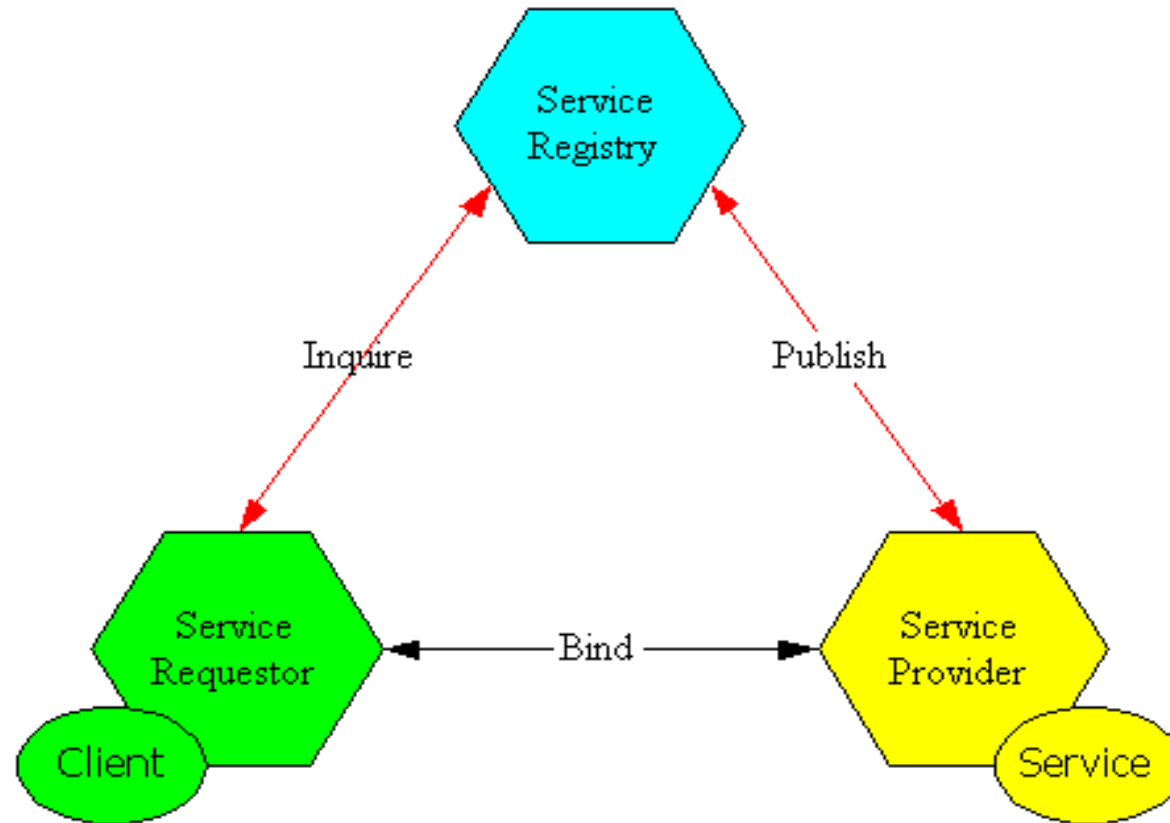 Service
Registry
Inquire
Publish
Service
Requestor
Bind
Service
Provider
Client
Service